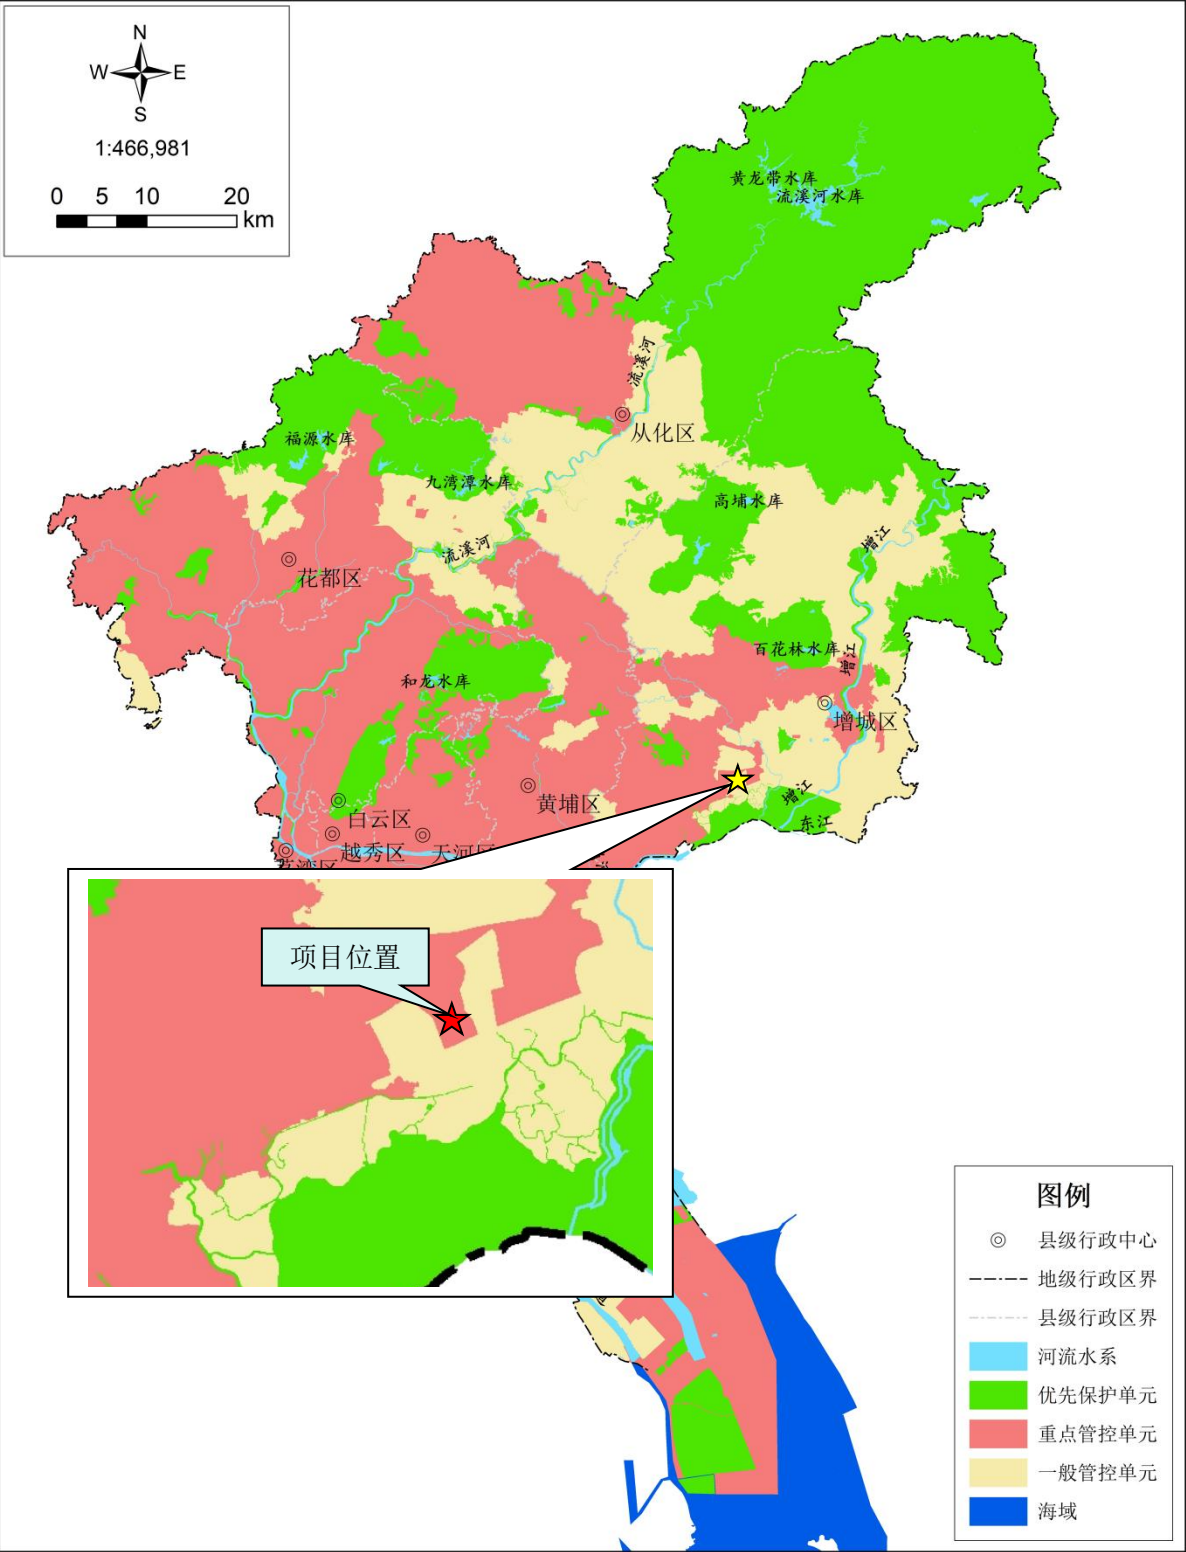 N
W E
S
1:466,981
0 5 10 20
km
黄龙带水库
流溪河水库
流溪河
从化区
福源水库
九湾潭水库
高埔水库
增江
流溪河
花都区
百花林水库
增江
和龙水库
增城区
黄埔区
增江
白云区
东江
越秀区
天河区
荔湾区
项目位置
图例
县级行政中心
地级行政区界
县级行政区界
河流水系
优先保护单元
重点管控单元
一般管控单元
海域